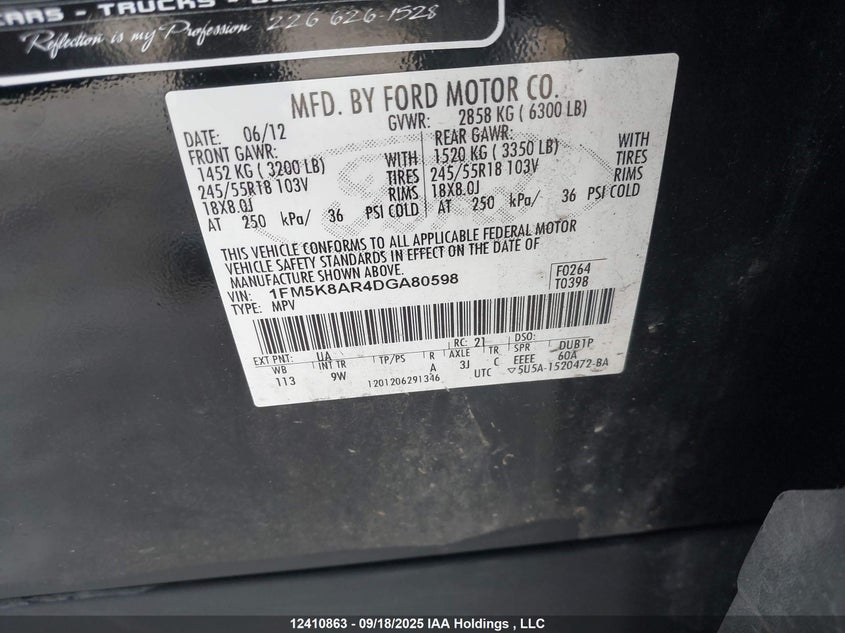 CARS - TRUCKS -
Reflection is my Profession 226 626-1528
MFD. BY FORD MOTOR CO.
DATE: 06/12 GVWR: 2858 KG ( 6300 LB)
FRONT GAWR: REAR GAWR:
1452 KG ( 3200 LB) WITH 1520 KG ( 3350 LB) WITH
245/55R18 103V TIRES 245/55R18 103V TIRES
18X8.0J RIMS 18X8.0J RIMS
AT 250 kPa/ 36 PSI COLD AT 250 kPa/ 36 PSI COLD
THIS VEHICLE CONFORMS TO ALL APPLICABLE FEDERAL MOTOR
VEHICLE SAFETY STANDARDS IN EFFECT ON THE DATE OF
MANUFACTURE SHOWN ABOVE.
VIN: 1FM5K8AR4DGA80598 F0264
TYPE: MPV T0398
EXT PNT: UA RC: 21 DSO:
WB INT TR TP/PS R AXLE TR SPR DUB1P
113 9W A 3J C EEEE 60A
1201206291346 UTC ▽5U5A-1520472-BA
12410863 - 09/18/2025 IAA Holdings , LLC